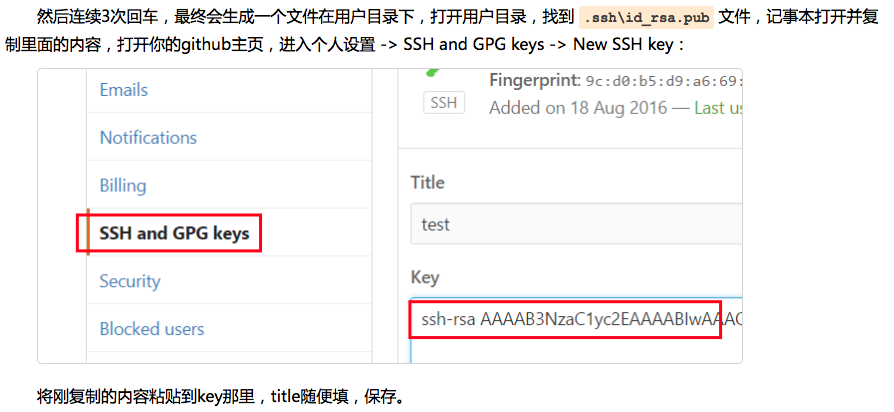 然后连续3次回车，最终会生成一个文件在用户目录下，打开用户目录，找到 .ssh\id_rsa.pub 文件，记事本打开并复
制里面的内容，打开你的github主页，进入个人设置 -> SSH and GPG keys -> New SSH key：
Emails
Notifications
Billing
SSH and GPG keys
Security
Blocked users
SSH
Fingerprint: 9c:d0:b5:d9:a6:69:
Added on 18 Aug 2016 — Last us
Title
test
Key
ssh-rsa AAAAB3NzaC1yc2EAAAABIwAAAC
将刚复制的内容粘贴到key那里，title随便填，保存。